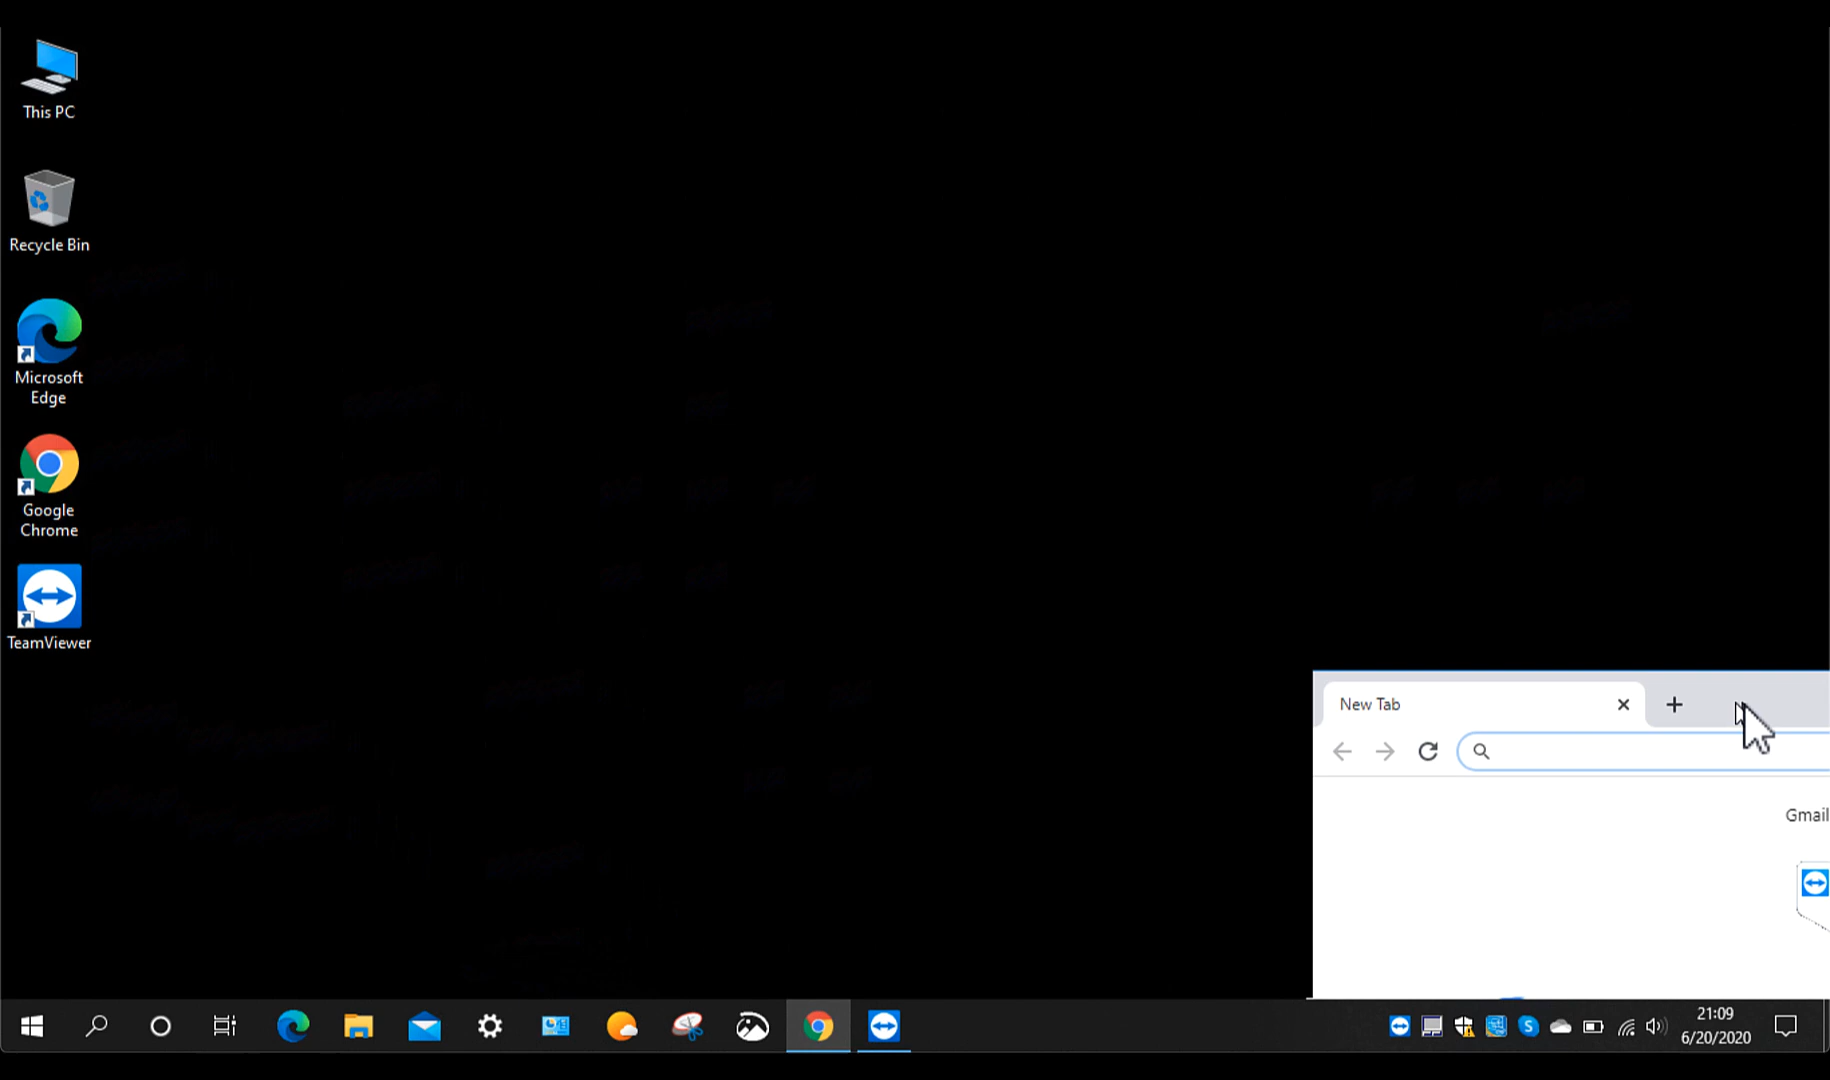 This PC
Recycle Bin
Microsoft
Edge
Google
Chrome
TeamViewer
New Tab
Gmail
21:09
6/20/2020